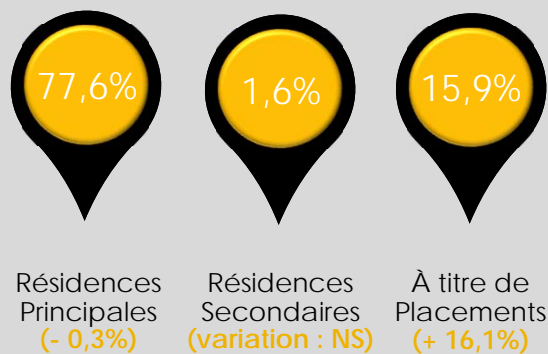 77,6%
1,6%
15,9%
Résidences
Principales
(- 0,3%)
Résidences
Secondaires
(variation : NS)
À titre de
Placements
(+ 16,1%)